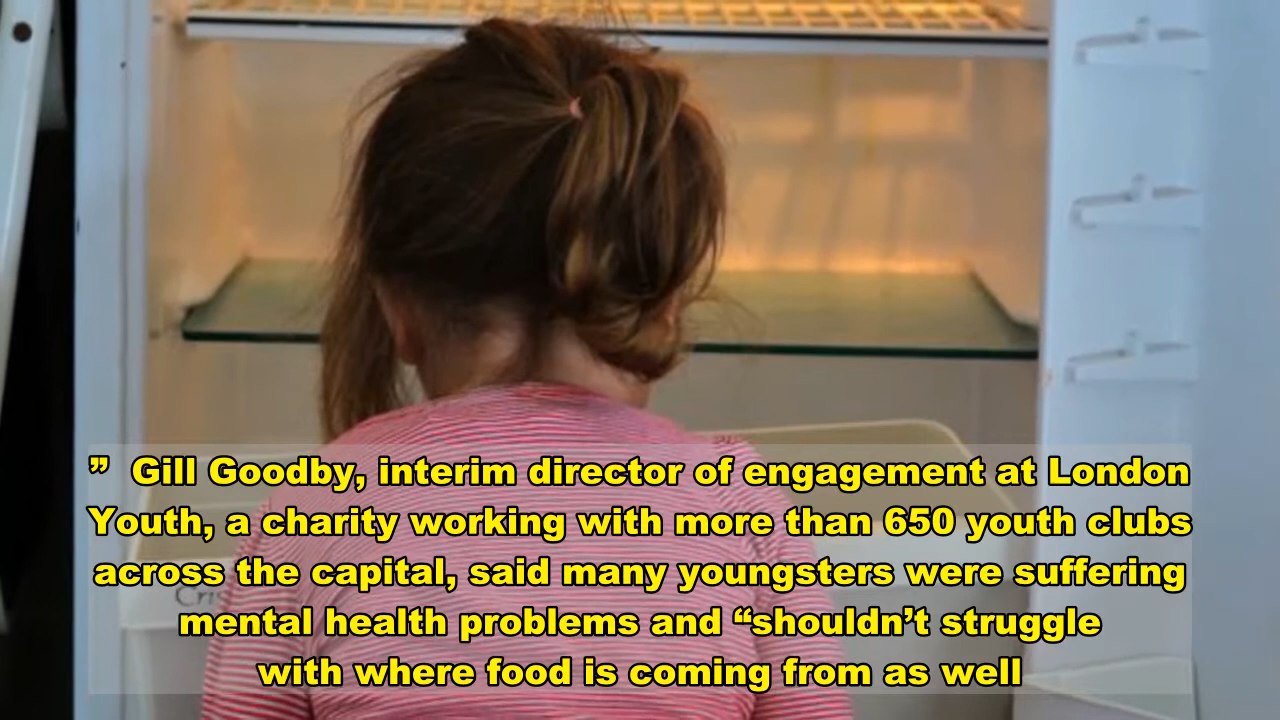 ”  Gill Goodby, interim director of engagement at London
Youth, a charity working with more than 650 youth clubs
across the capital, said many youngsters were suffering
mental health problems and “shouldn’t struggle
with where food is coming from as well